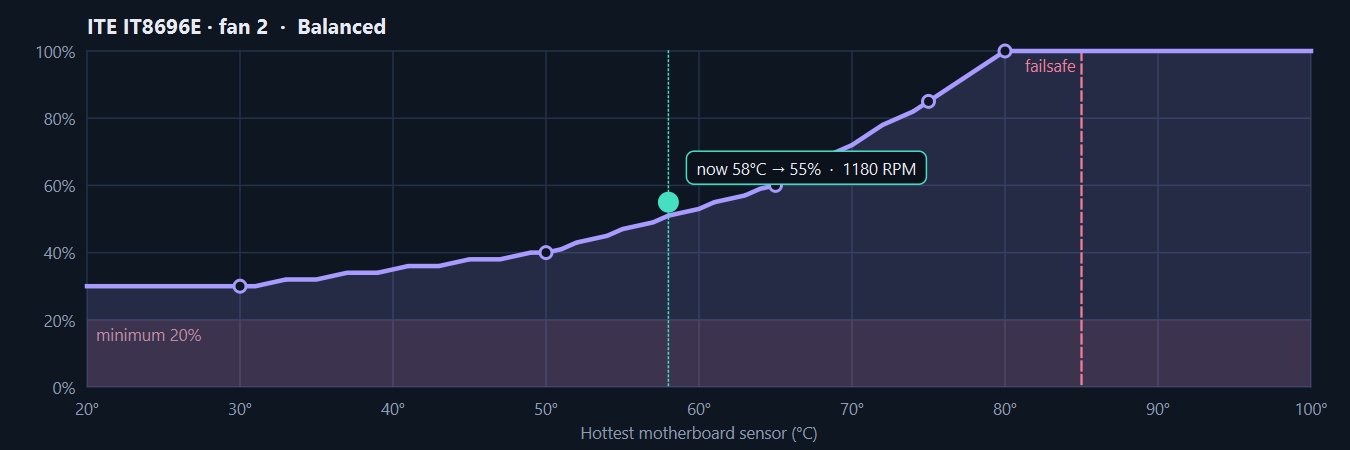 ITE IT8696E · fan 2 · Balanced
100%
failsafe
80%
now 58°C → 55% · 1180 RPM
60%
40%
20%
minimum 20%
0%
20° 30° 40° 50° 60° 70° 80° 90° 100°
Hottest motherboard sensor (°C)